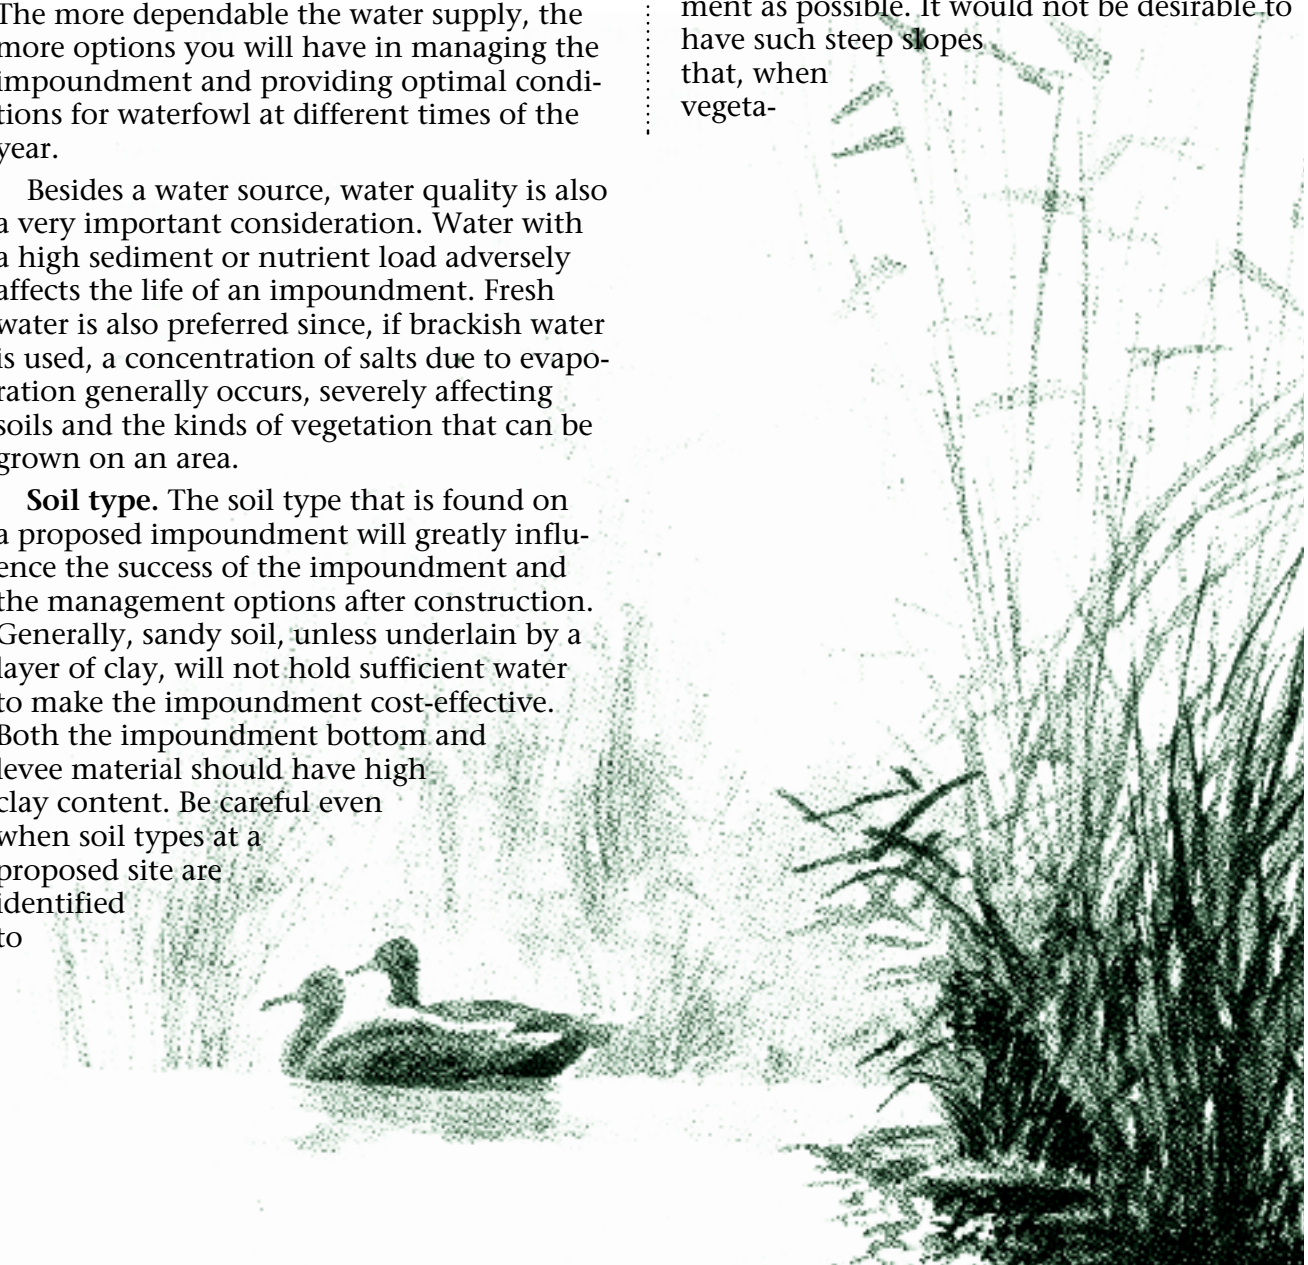 The more dependable the water supply, the
more options you will have in managing the
impoundment and providing optimal condi-
tions for waterfowl at different times of the
year.
Besides a water source, water quality is also
a very important consideration. Water with
a high sediment or nutrient load adversely
affects the life of an impoundment. Fresh
water is also preferred since, if brackish water
is used, a concentration of salts due to evapo-
ration generally occurs, severely affecting
soils and the kinds of vegetation that can be
grown on an area.
Soil type. The soil type that is found on
a proposed impoundment will greatly influ-
ence the success of the impoundment and
the management options after construction.
Generally, sandy soil, unless underlain by a
layer of clay, will not hold sufficient water
to make the impoundment cost-effective.
Both the impoundment bottom and
levee material should have high
clay content. Be careful even
when soil types at a
proposed site are
identified
to
ment as possible. It would not be desirable to
have such steep slopes
that, when
vegeta-